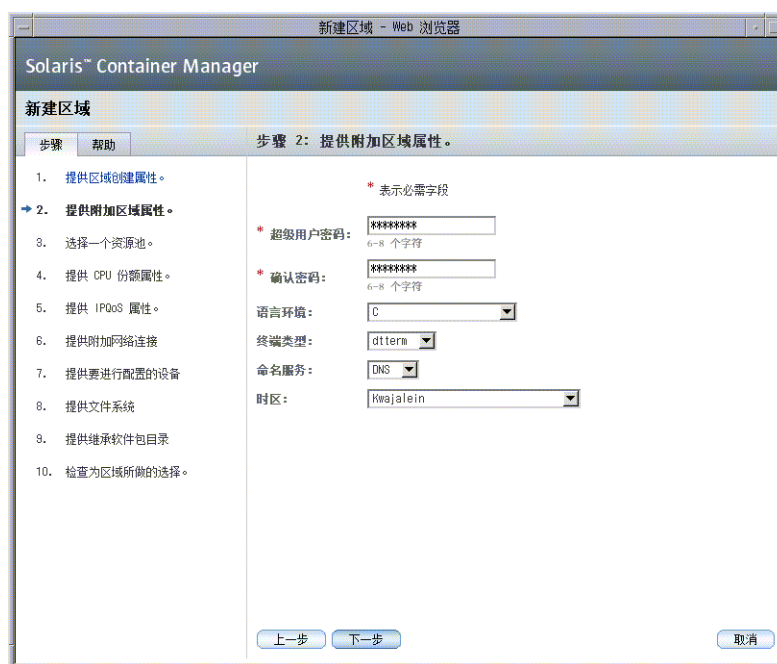 新建区域 - Web 浏览器
Solaris™ Container Manager
新建区域
步骤
帮助
1. 提供区域创建属性。
2. 提供附加区域属性。
3. 选择一个资源池。
4. 提供 CPU 份额属性。
5. 提供 IPQoS 属性。
6. 提供附加网络连接
7. 提供要进行配置的设备
8. 提供文件系统
9. 提供继承软件包目录
10. 检查为区域所做的选择。
步骤 2: 提供附加区域属性。
* 表示必需字段
* 超级用户密码: ********
6-8 个字符
* 确认密码: ********
6-8 个字符
语言环境: C
终端类型: dtterm
命名服务: DNS
时区: Kwajalein
上一步
下一步
取消